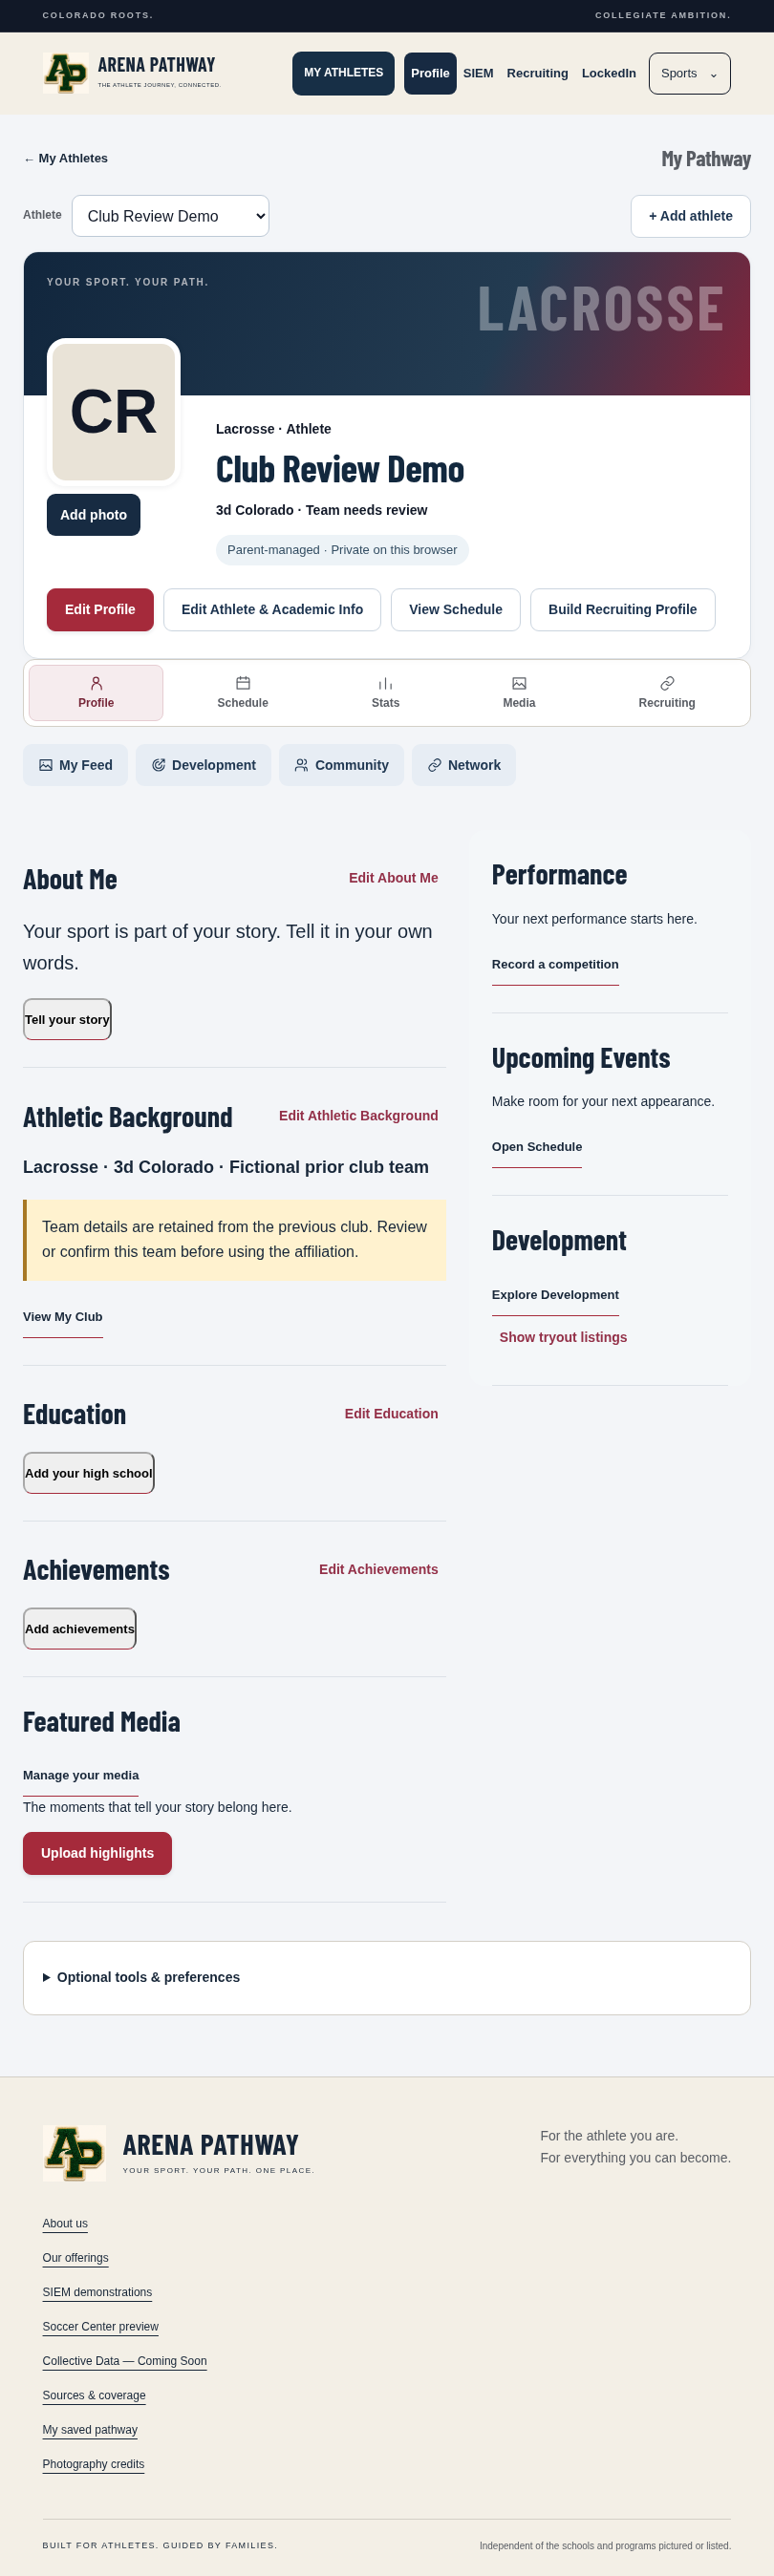 COLORADO ROOTS.
COLLEGIATE AMBITION.
AP
ARENA PATHWAY
THE ATHLETE JOURNEY, CONNECTED.
MY ATHLETES
Profile
SIEM
Recruiting
LockedIn
Sports
← My Athletes
My Pathway
Athlete
Club Review Demo
+ Add athlete
YOUR SPORT. YOUR PATH.
LACROSSE
CR
Add photo
Lacrosse · Athlete
Club Review Demo
3d Colorado · Team needs review
Parent-managed · Private on this browser
Edit Profile
Edit Athlete & Academic Info
View Schedule
Build Recruiting Profile
Profile
Schedule
Stats
Media
Recruiting
My Feed
Development
Community
Network
About Me
Edit About Me
Your sport is part of your story. Tell it in your own
words.
Tell your story
Athletic Background
Edit Athletic Background
Lacrosse · 3d Colorado · Fictional prior club team
Team details are retained from the previous club. Review
or confirm this team before using the affiliation.
View My Club
Education
Edit Education
Add your high school
Achievements
Edit Achievements
Add achievements
Featured Media
Manage your media
The moments that tell your story belong here.
Upload highlights
Performance
Your next performance starts here.
Record a competition
Upcoming Events
Make room for your next appearance.
Open Schedule
Development
Explore Development
Show tryout listings
Optional tools & preferences
AP
ARENA PATHWAY
YOUR SPORT. YOUR PATH. ONE PLACE.
For the athlete you are.
For everything you can become.
About us
Our offerings
SIEM demonstrations
Soccer Center preview
Collective Data — Coming Soon
Sources & coverage
My saved pathway
Photography credits
BUILT FOR ATHLETES. GUIDED BY FAMILIES.
Independent of the schools and programs pictured or listed.